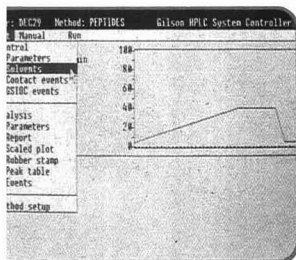 : DEC29 Method: PEPTIDES Gilson HPLC System Controller
Manual Run
ntrol
Parameters
Solvents
Contact events"
GSIOC events
alysis
Parameters
Report
Scaled plot
Rubber stamp
Peak table
Events
thod setup
in
100
80
60
40
20
0